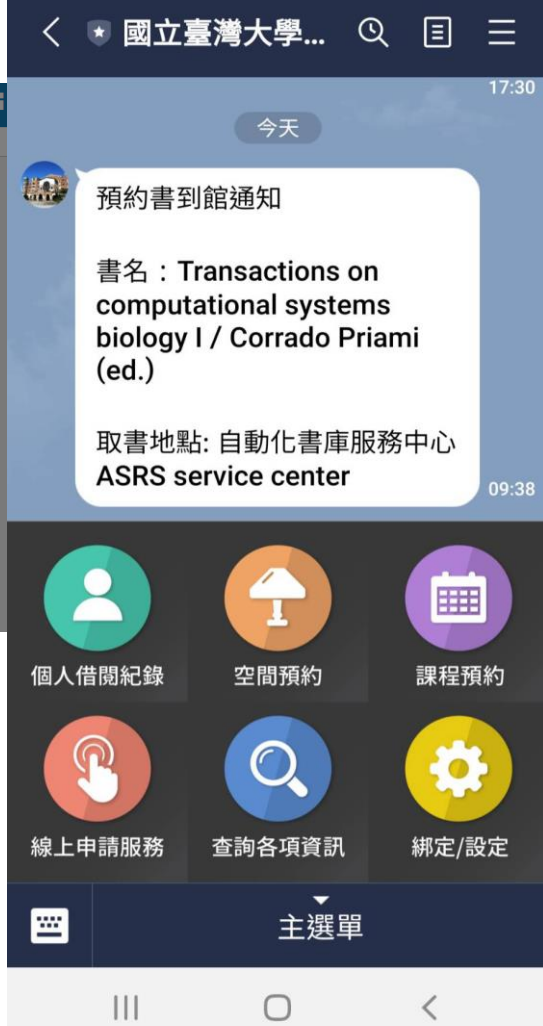 國立臺灣大學...
17:30
今天
預約書到館通知
書名：Transactions on
computational systems
biology I / Corrado Priami
(ed.)
取書地點: 自動化書庫服務中心
ASRS service center
09:38
個人借閱紀錄
空間預約
課程預約
線上申請服務
查詢各項資訊
綁定/設定
主選單